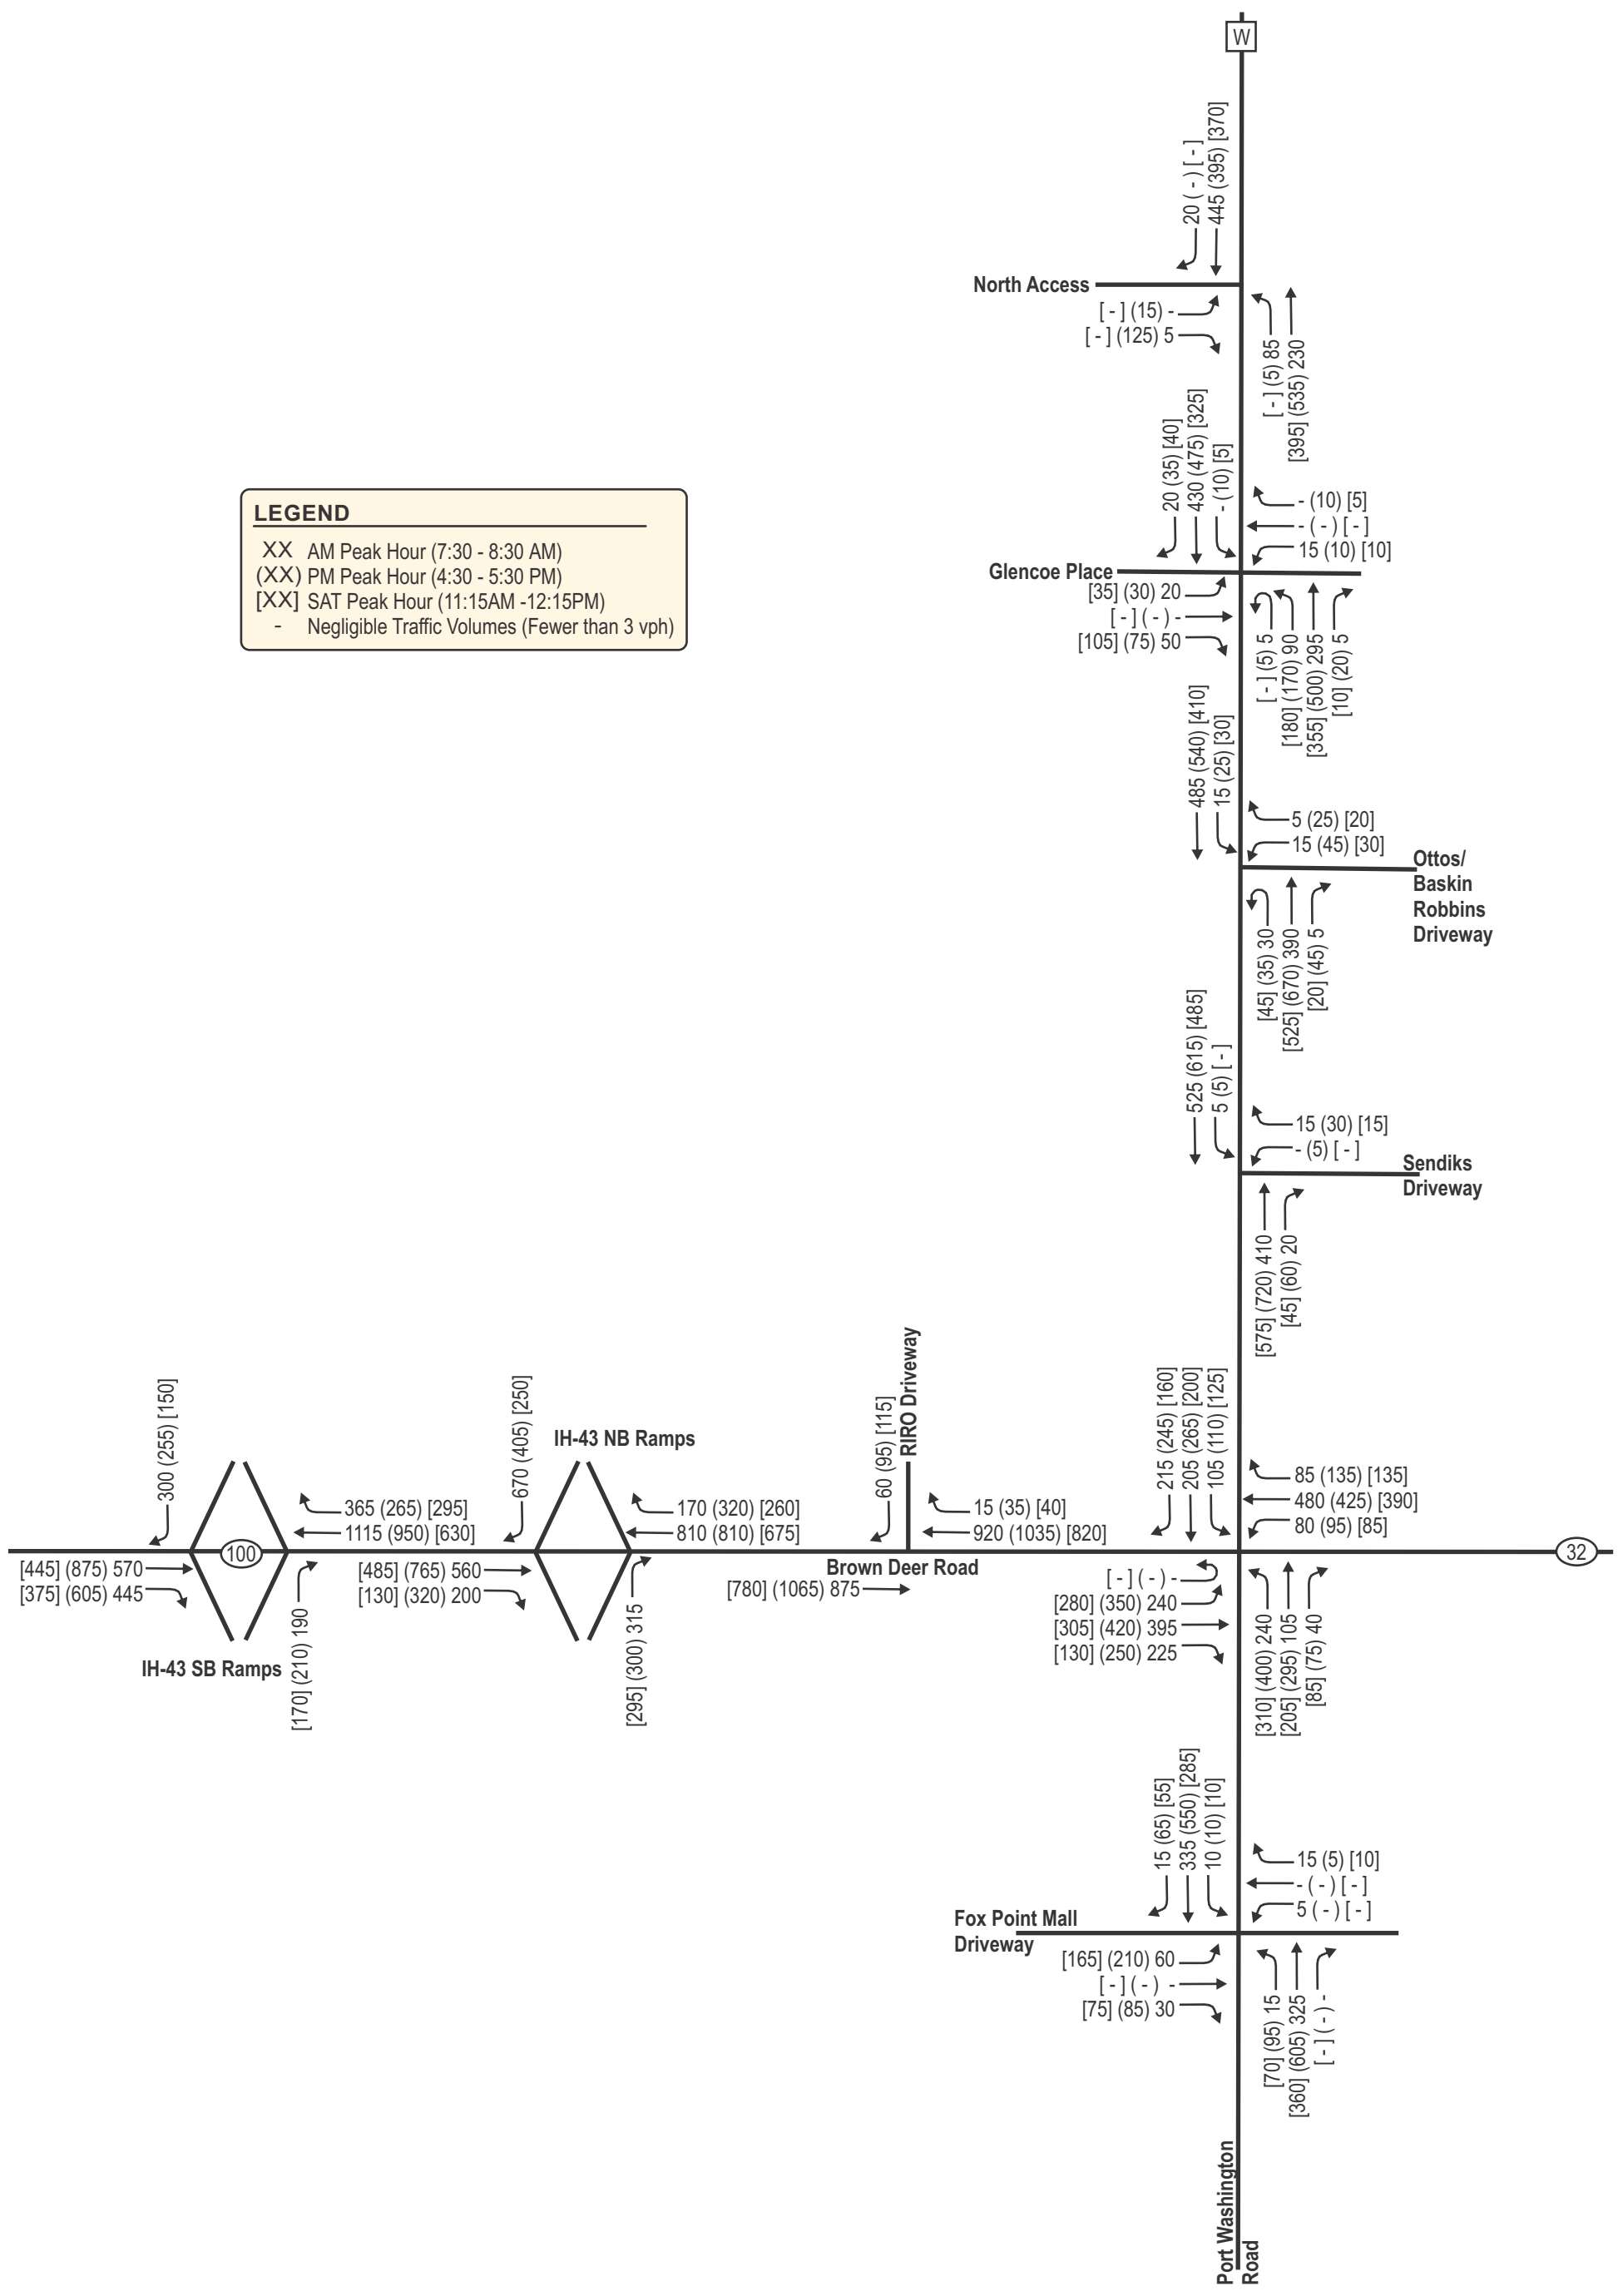 W
20 ( - ) [ - ]
445 (395) [370]
North Access
[ - ] (15) -
[ - ] (125) 5
[ - ] (5) 85
[395] (535) 230
20 (35) [40]
430 (475) [325]
- (10) [5]
- (10) [5]
- ( - ) [ - ]
15 (10) [10]
Glencoe Place
[35] (30) 20
[ - ] ( - ) -
[105] (75) 50
[ - ] (5) 5
[180] (170) 90
[355] (500) 295
[10] (20) 5
LEGEND
XX AM Peak Hour (7:30 - 8:30 AM)
(XX) PM Peak Hour (4:30 - 5:30 PM)
[XX] SAT Peak Hour (11:15AM -12:15PM)
- Negligible Traffic Volumes (Fewer than 3 vph)
485 (540) [410]
15 (25) [30]
5 (25) [20]
15 (45) [30]
Ottos/
Baskin
Robbins
Driveway
[45] (35) 30
[525] (670) 390
[20] (45) 5
525 (615) [485]
5 (5) [ - ]
15 (30) [15]
- (5) [ - ]
Sendiks
Driveway
[575] (720) 410
[45] (60) 20
300 (255) [150]
365 (265) [295]
1115 (950) [630]
100
[445] (875) 570
[375] (605) 445
IH-43 SB Ramps
[170] (210) 190
670 (405) [250]
IH-43 NB Ramps
170 (320) [260]
810 (810) [675]
[485] (765) 560
[130] (320) 200
[295] (300) 315
60 (95) [115]
RIRO Driveway
15 (35) [40]
920 (1035) [820]
Brown Deer Road
[780] (1065) 875
215 (245) [160]
205 (265) [200]
105 (110) [125]
85 (135) [135]
480 (425) [390]
80 (95) [85]
32
[ - ] ( - ) -
[280] (350) 240
[305] (420) 395
[130] (250) 225
[310] (400) 240
[205] (295) 105
[85] (75) 40
15 (65) [55]
335 (550) [285]
10 (10) [10]
15 (5) [10]
- ( - ) [ - ]
5 ( - ) [ - ]
Fox Point Mall
Driveway
[165] (210) 60
[ - ] ( - ) -
[75] (85) 30
[70] (95) 15
[360] (605) 325
[ - ] ( - ) -
Port Washington
Road